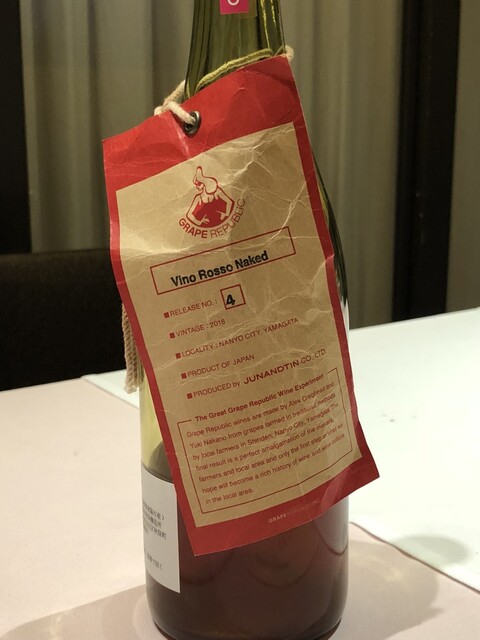 GRAPE REPUBLIC
Vino Rosso Naked
■RELEASE NO. : 4
■VINTAGE : 2018
■LOCALITY : NANYO CITY, YAMAGATA
■PRODUCT OF JAPAN
■PRODUCED by JUNANDTIN CO., LTD.
The Great Grape Republic Wine Experiment
Grape Republic wines are made by Alex Craighead and
Yuki Nakano from grapes farmed in traditional methods
by local farmers in Shinden, Nanyo City, Yamagata. The
final result is a perfect amalgamation of the vineyard,
farmers and local area and only the first step in what we
hope will become a rich history of wine and wine culture
in the local area.
GRAPE